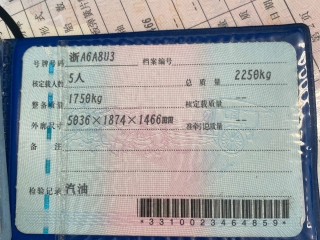 号牌号码 浙A6A8U3 档案编号
核定载人数 5人 总质量 2250kg
整备质量 1750kg 核定载质量 --
外廓尺寸 5036×1874×1466mm 准牵引总质量 --
备注
检验记录 汽油
*3310023464859*